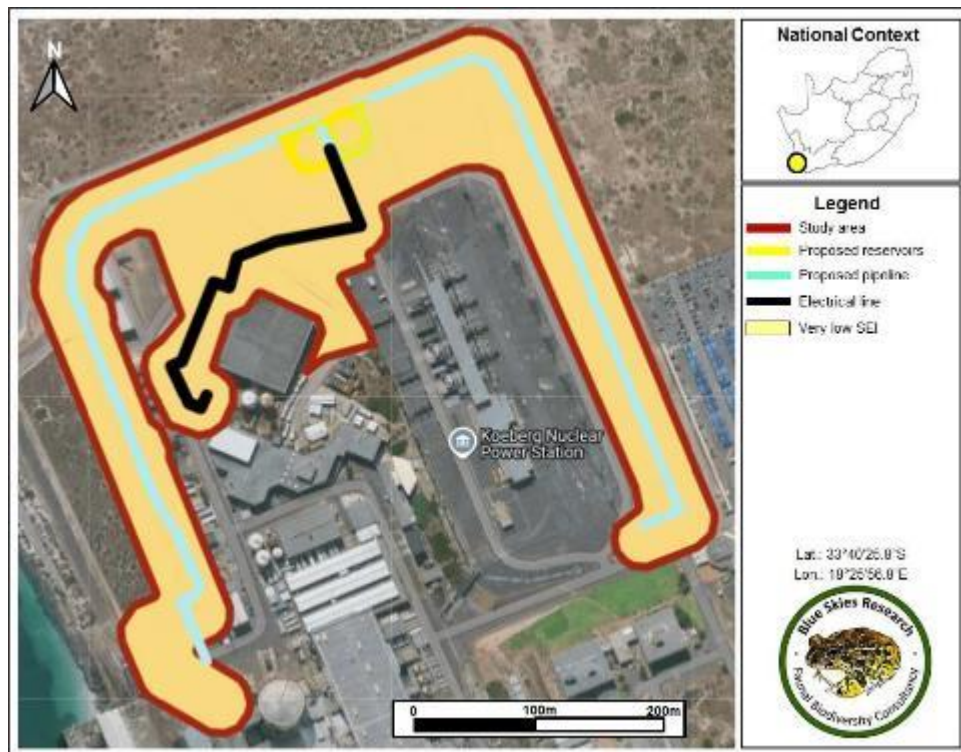 N
National Context
Legend
Study area
Proposed reservoirs
Proposed pipeline
Electrical line
Very low SEI
Koeberg Nuclear
Power Station
Lat.: 33°40'25.8"S
Lon.: 18°25'56.8"E
Blue Skies Research
Faunal Biodiversity Consultancy
0 100m 200m